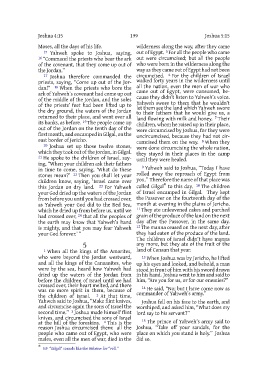 Joshua 4:15
199
Joshua 5:15
Moses, all the days of his life.
15 Yahweh spoke to Joshua, saying,
16 "Command the priests who bear the ark
of the covenant, that they come up out of
the Jordan."
17 Joshua therefore commanded the
priests, saying, "Come up out of the Jor-
dan!" 18 When the priests who bore the
ark of Yahweh's covenant had come up out
of the middle of the Jordan, and the soles
of the priests' feet had been lifted up to
the dry ground, the waters of the Jordan
returned to their place, and went over all
its banks, as before. 19 The people came up
out of the Jordan on the tenth day of the
first month, and encamped in Gilgal, on the
east border of Jericho.
20 Joshua set up those twelve stones,
which they took out of the Jordan, in Gilgal.
21 He spoke to the children of Israel, say-
ing, "When your children ask their fathers
in time to come, saying, 'What do these
stones mean?' 22 Then you shall let your
children know, saying, 'Israel came over
this Jordan on dry land. 23 For Yahweh
your God dried up the waters of the Jordan
from before you until you had crossed over,
as Yahweh your God did to the Red Sea,
which he dried up from before us, until we
had crossed over, 24 that all the peoples of
the earth may know that Yahweh's hand
is mighty, and that you may fear Yahweh
your God forever.'"
5
1 When all the kings of the Amorites,
who were beyond the Jordan westward,
and all the kings of the Canaanites, who
were by the sea, heard how Yahweh had
dried up the waters of the Jordan from
before the children of Israel until we had
crossed over, their heart melted, and there
was no more spirit in them, because of
the children of Israel. 2 At that time,
Yahweh said to Joshua, "Make flint knives,
and circumcise again the sons of Israel the
second time." 3 Joshua made himself flint
knives, and circumcised the sons of Israel
at the hill of the foreskins. 4 This is the
reason Joshua circumcised them: all the
people who came out of Egypt, who were
males, even all the men of war, died in the
wilderness along the way, after they came
out of Egypt. 5 For all the people who came
out were circumcised; but all the people
who were born in the wilderness along the
way as they came out of Egypt had not been
circumcised. 6 For the children of Israel
walked forty years in the wilderness until
all the nation, even the men of war who
came out of Egypt, were consumed, be-
cause they didn't listen to Yahweh's voice.
Yahweh swore to them that he wouldn't
let them see the land which Yahweh swore
to their fathers that he would give us, a
land flowing with milk and honey. 7 Their
children, whom he raised up in their place,
were circumcised by Joshua, for they were
uncircumcised, because they had not cir-
cumcised them on the way. 8 When they
were done circumcising the whole nation,
they stayed in their places in the camp
until they were healed.
9 Yahweh said to Joshua, "Today I have
rolled away the reproach of Egypt from
you." Therefore the name of that place was
called Gilgal* to this day. 10 The children
of Israel encamped in Gilgal. They kept
the Passover on the fourteenth day of the
month at evening in the plains of Jericho.
11 They ate unleavened cakes and parched
grain of the produce of the land on the next
day after the Passover, in the same day.
12 The manna ceased on the next day, after
they had eaten of the produce of the land.
The children of Israel didn't have manna
any more, but they ate of the fruit of the
land of Canaan that year.
13 When Joshua was by Jericho, he lifted
up his eyes and looked, and behold, a man
stood in front of him with his sword drawn
in his hand. Joshua went to him and said to
him, "Are you for us, or for our enemies?"
14 He said, "No; but I have come now as
commander of Yahweh's army."
Joshua fell on his face to the earth, and
worshiped, and asked him, "What does my
lord say to his servant?"
15 The prince of Yahweh's army said to
Joshua, "Take off your sandals, for the
place on which you stand is holy." Joshua
did so.
* 5:9 "Gilgal" sounds like the Hebrew for "roll."